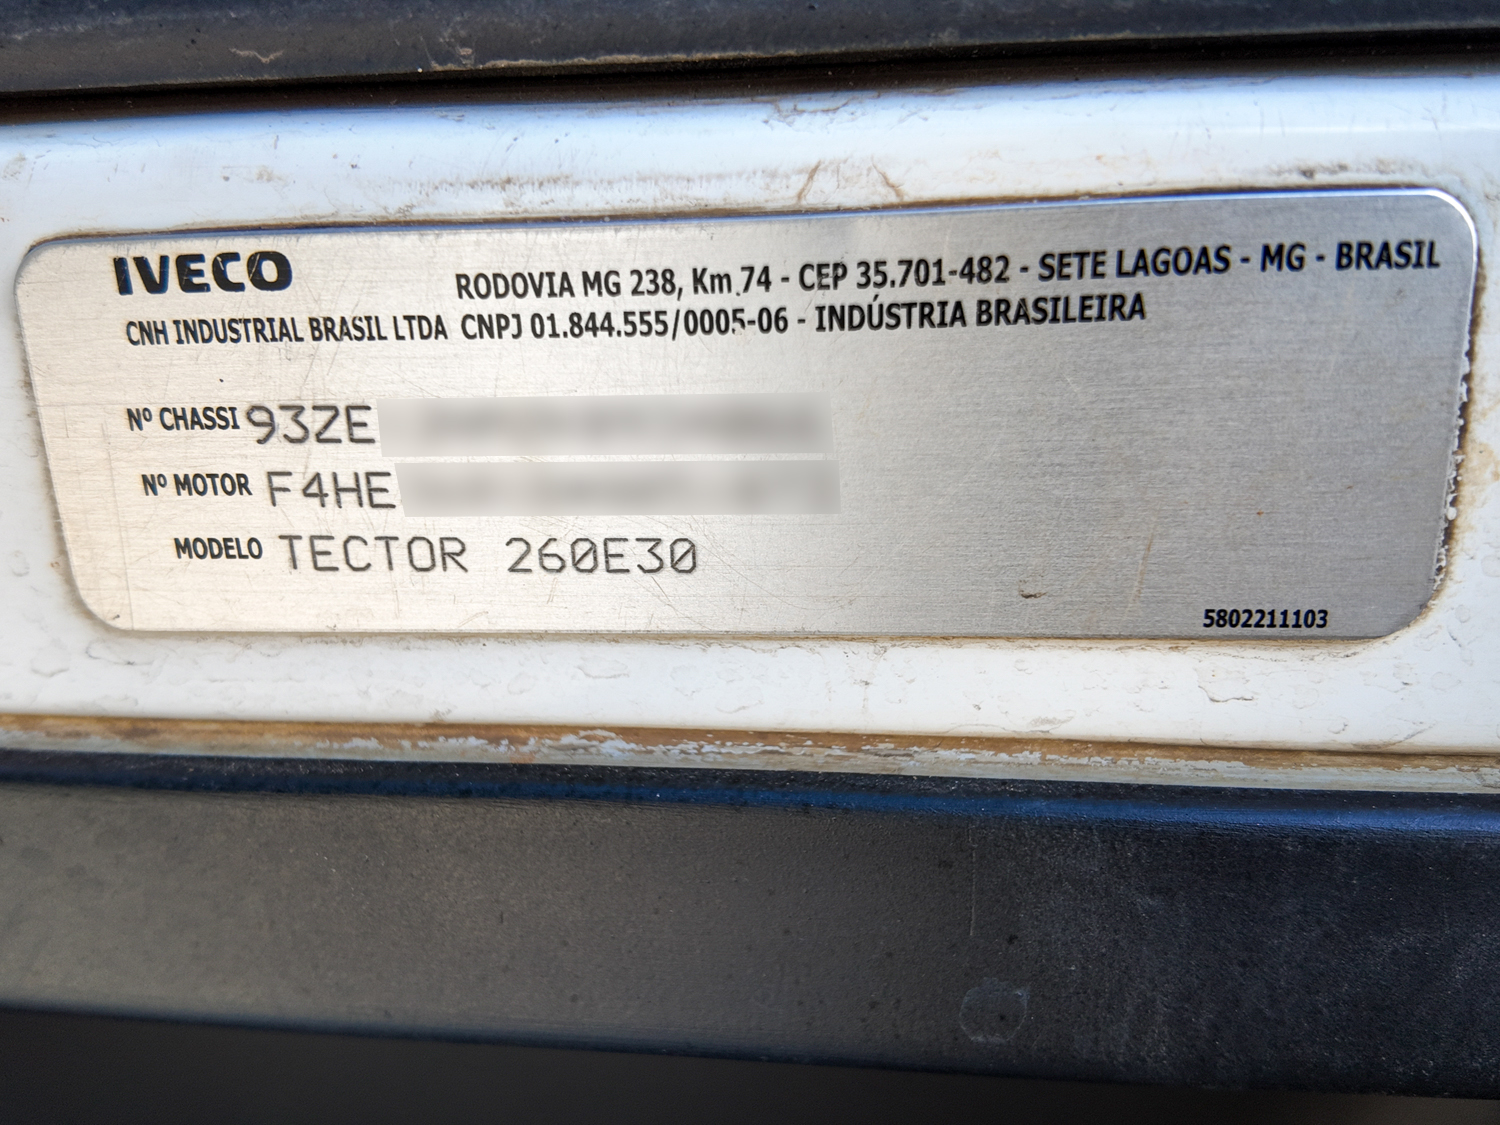 IVECO
RODOVIA MG 238, Km 74 - CEP 35.701-482 - SETE LAGOAS - MG - BRASIL
CNH INDUSTRIAL BRASIL LTDA CNPJ 01.844.555/0005-06 - INDÚSTRIA BRASILEIRA
Nº CHASSI 93ZE
Nº MOTOR F4HE
MODELO TECTOR 260E30
5802211103